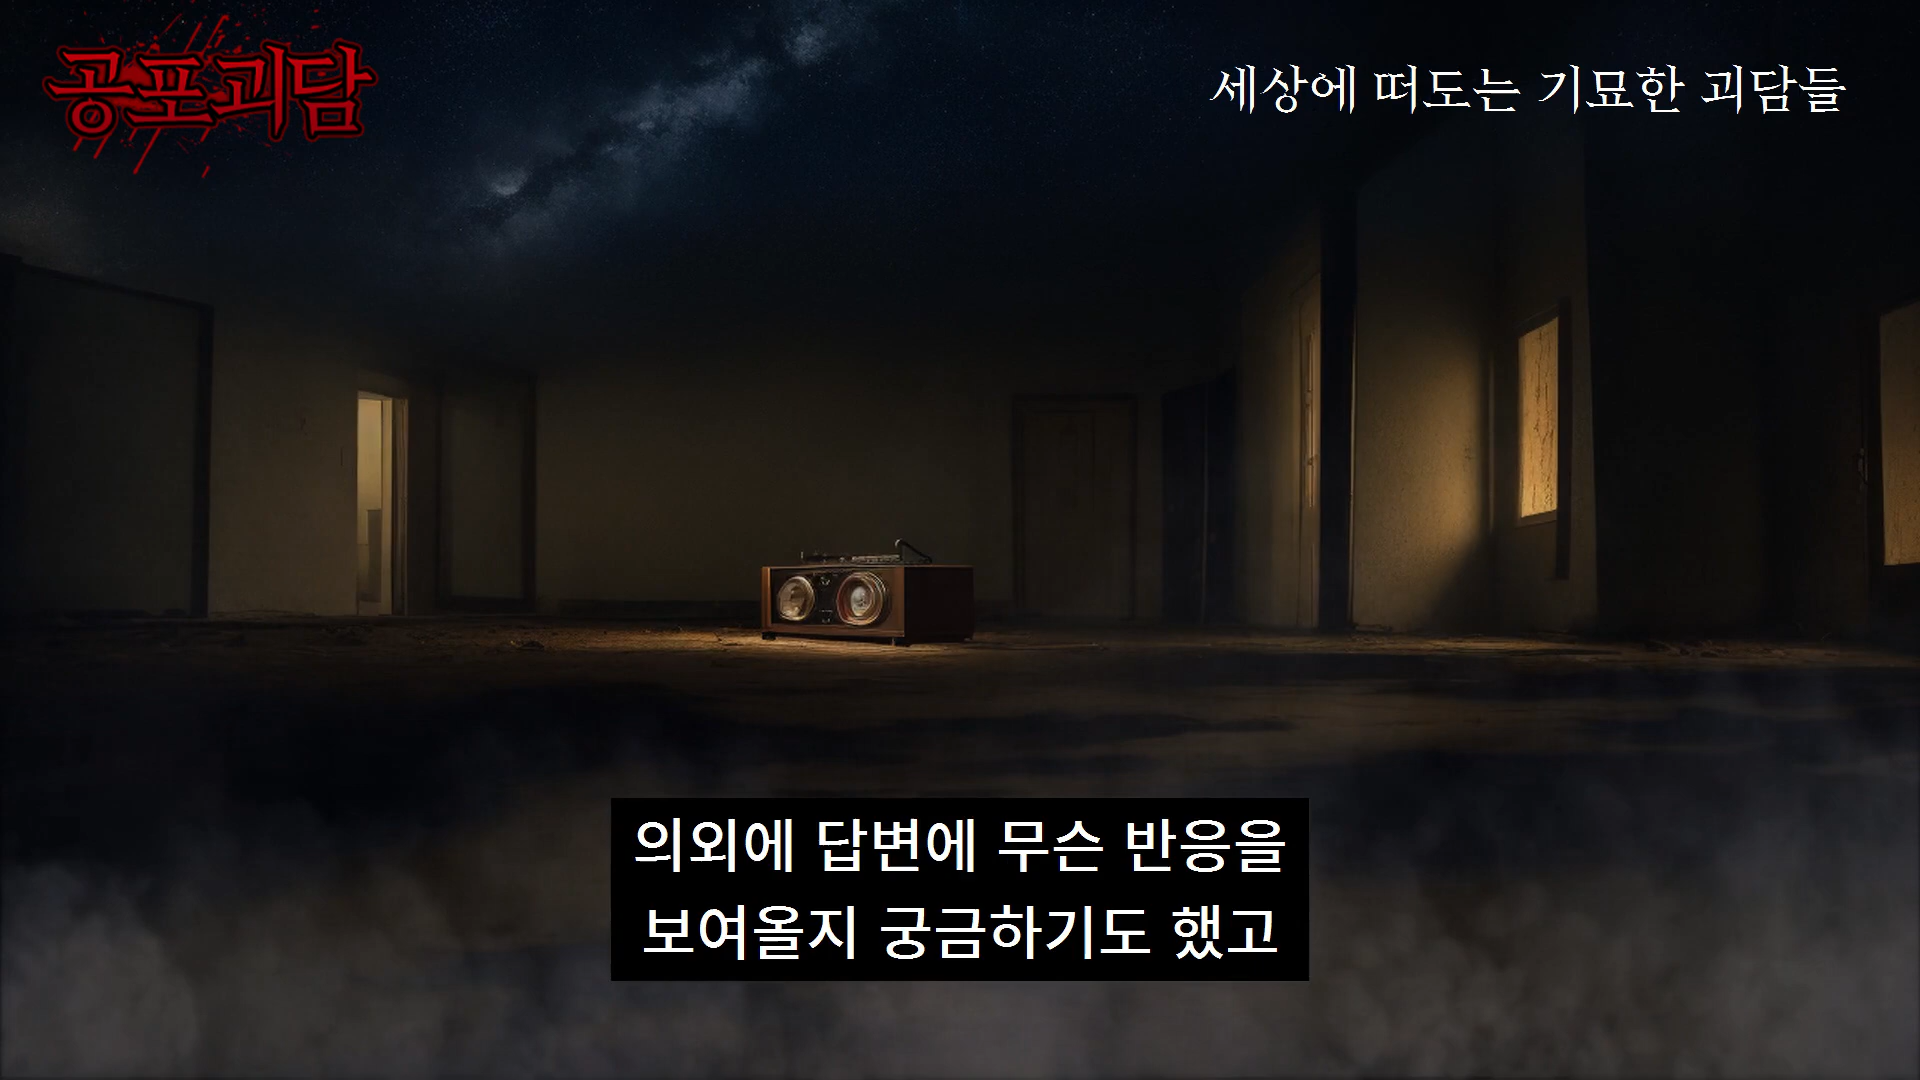 공포괴담
세상에 떠도는 기묘한 괴담들
의외에 답변에 무슨 반응을
보여올지 궁금하기도 했고